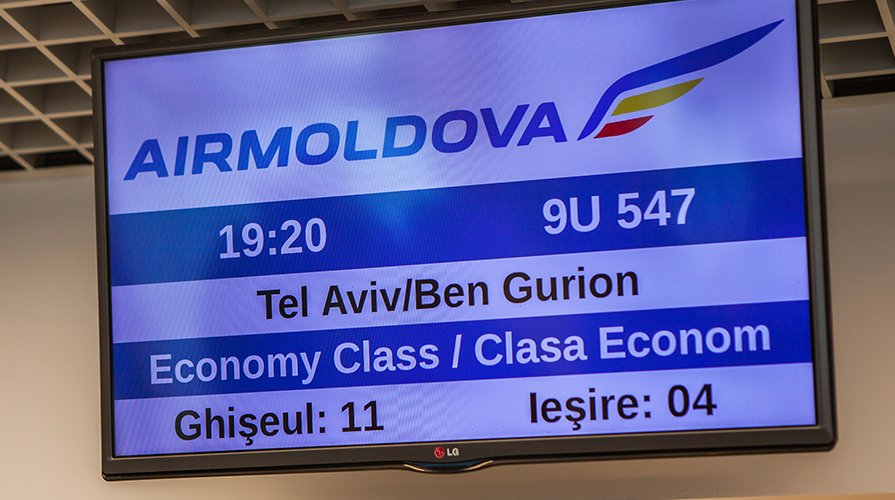 AIRMOLDOVA
19:20 9U 547
Tel Aviv/Ben Gurion
Economy Class / Clasa Econom
Ghişeul: 11 Ieşire: 04
LG